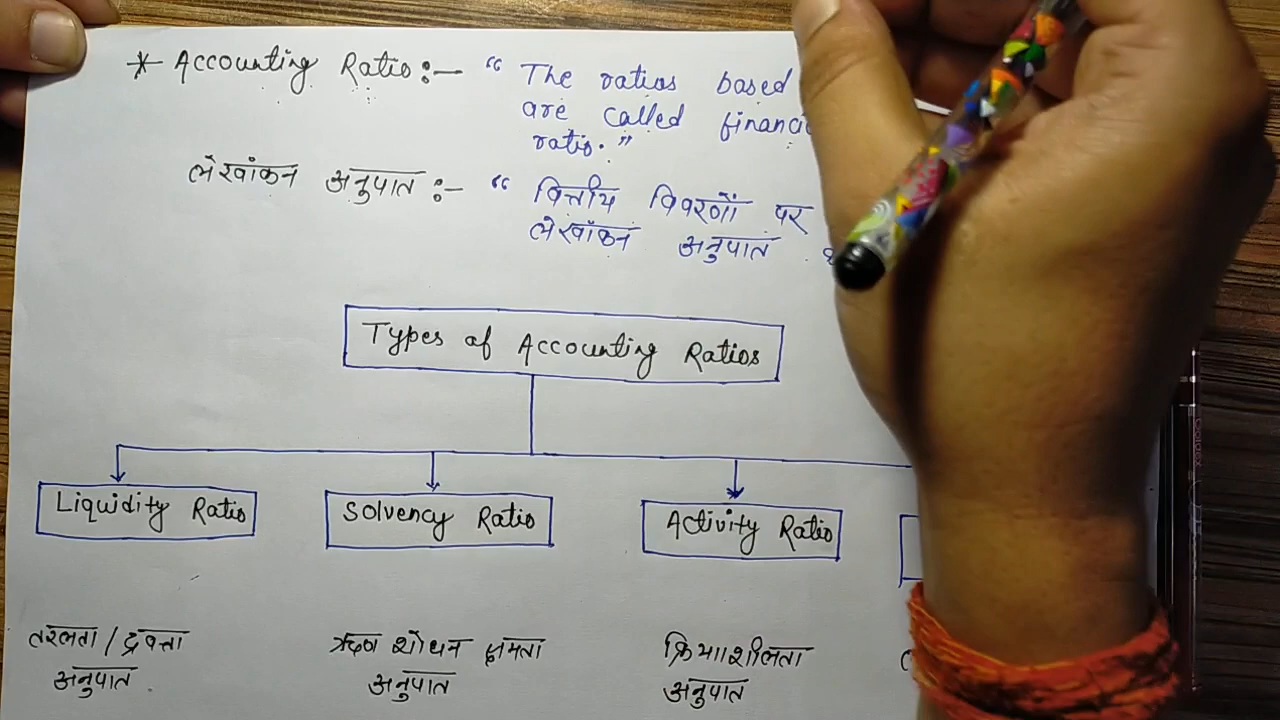 * Accounting Ratio :- " The ratios based
are called
ratio."
लेखांकन अनुपात :- " वित्तीय विवरणों पर
लेखांकन अनुपात
Types of Accounting Ratios
Liquidity Ratio Solvency Ratio Activity Ratio
तरलता / द्रवता ऋण शोधन क्षमता क्रियाशीलता
अनुपात अनुपात अनुपात